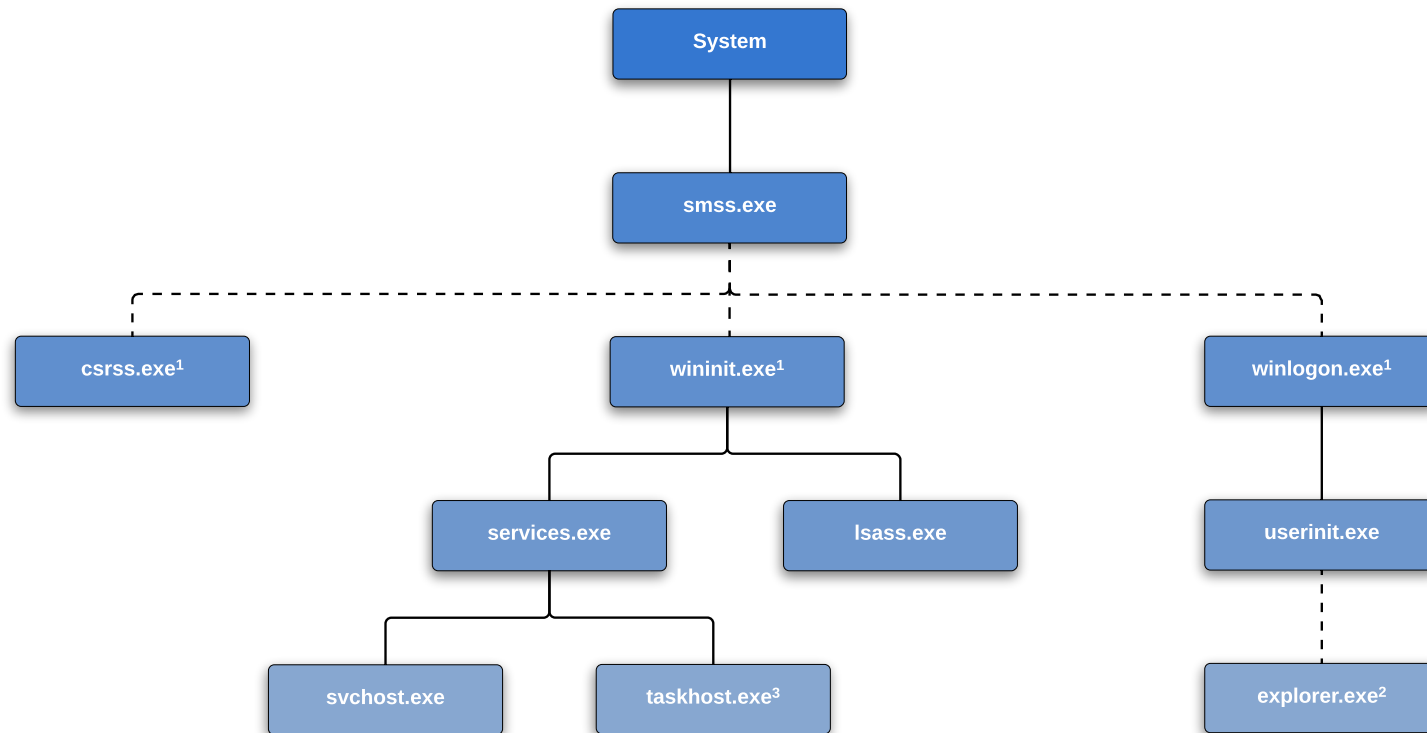 System
smss.exe
csrss.exe¹
wininit.exe¹
winlogon.exe¹
services.exe
lsass.exe
userinit.exe
svchost.exe
taskhost.exe³
explorer.exe²